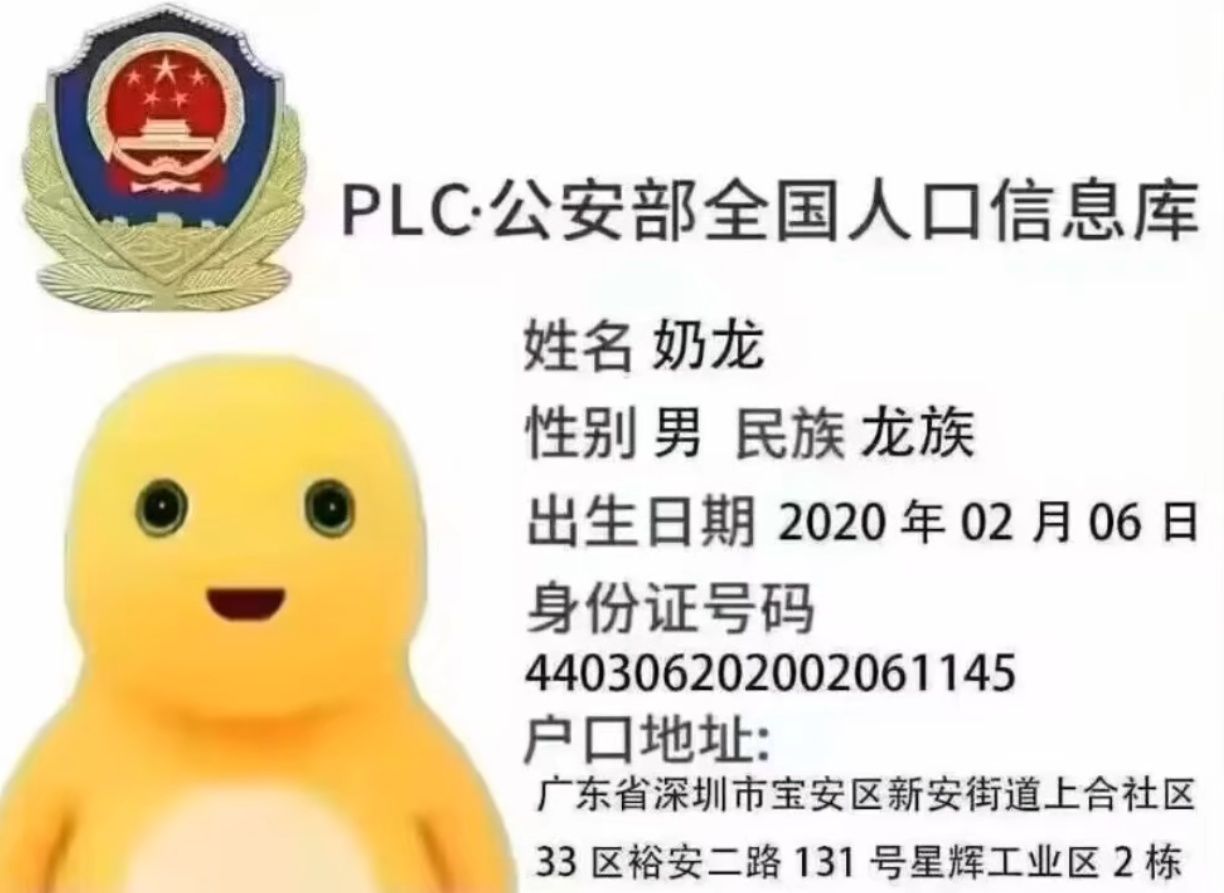 PLC·公安部全国人口信息库
姓名 奶龙
性别 男 民族 龙族
出生日期 2020 年 02 月 06 日
身份证号码
440306202002061145
户口地址:
广东省深圳市宝安区新安街道上合社区
33 区裕安二路 131 号星辉工业区 2 栋